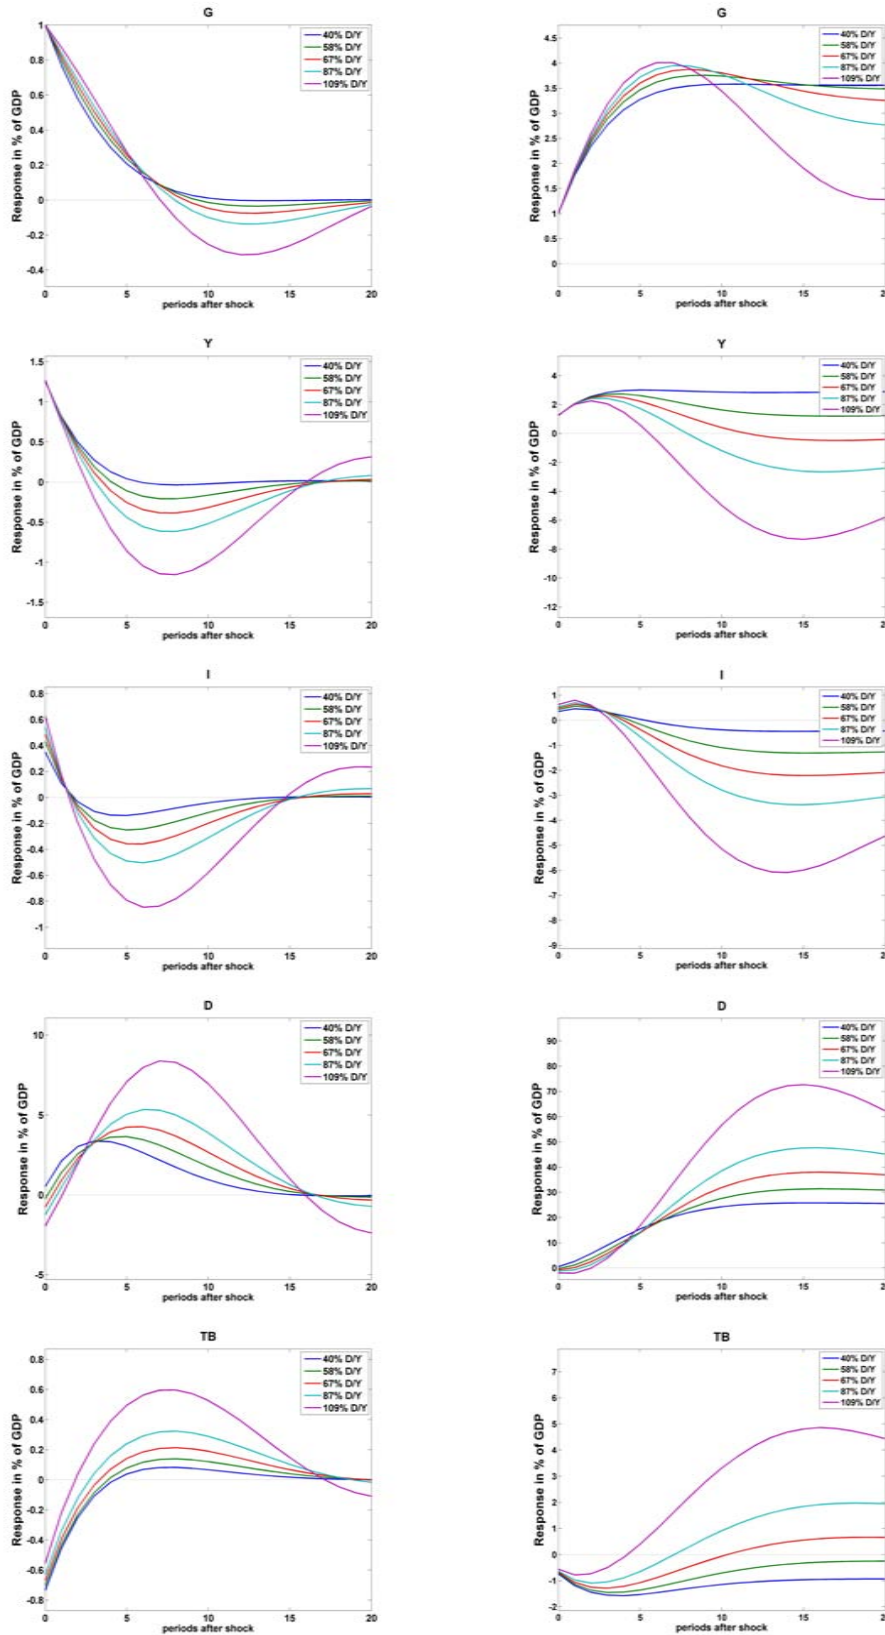 G
40% D/Y
58% D/Y
67% D/Y
87% D/Y
109% D/Y
1
0.8
0.6
0.4
0.2
0
-0.2
-0.4
Response in % of GDP
0 5 10 15 20
periods after shock
G
40% D/Y
58% D/Y
67% D/Y
87% D/Y
109% D/Y
4.5
4
3.5
3
2.5
2
1.5
1
0
Response in % of GDP
0 5 10 15 2
periods after shock
Y
40% D/Y
58% D/Y
67% D/Y
87% D/Y
109% D/Y
1.5
1
0.5
0
-0.5
-1
-1.5
Response in % of GDP
0 5 10 15 20
periods after shock
Y
40% D/Y
58% D/Y
67% D/Y
87% D/Y
109% D/Y
4
2
0
-2
-4
-6
-8
-10
-12
Response in % of GDP
0 5 10 15 2
periods after shock
I
40% D/Y
58% D/Y
67% D/Y
87% D/Y
109% D/Y
0.8
0.6
0.4
0.2
0
-0.2
-0.4
-0.6
-0.8
-1
Response in % of GDP
0 5 10 15 20
periods after shock
I
40% D/Y
58% D/Y
67% D/Y
87% D/Y
109% D/Y
1
0
-1
-2
-3
-4
-5
-6
-7
-8
-9
Response in % of GDP
0 5 10 15 2
periods after shock
D
40% D/Y
58% D/Y
67% D/Y
87% D/Y
109% D/Y
10
5
0
-5
Response in % of GDP
0 5 10 15 20
periods after shock
D
40% D/Y
58% D/Y
67% D/Y
87% D/Y
109% D/Y
90
80
70
60
50
40
30
20
10
0
Response in % of GDP
0 5 10 15 2
periods after shock
TB
40% D/Y
58% D/Y
67% D/Y
87% D/Y
109% D/Y
0.8
0.6
0.4
0.2
0
-0.2
-0.4
-0.6
-0.8
Response in % of GDP
0 5 10 15 20
periods after shock
TB
40% D/Y
58% D/Y
67% D/Y
87% D/Y
109% D/Y
7
6
5
4
3
2
1
0
-1
-2
Response in % of GDP
0 5 10 15 2
periods after shock